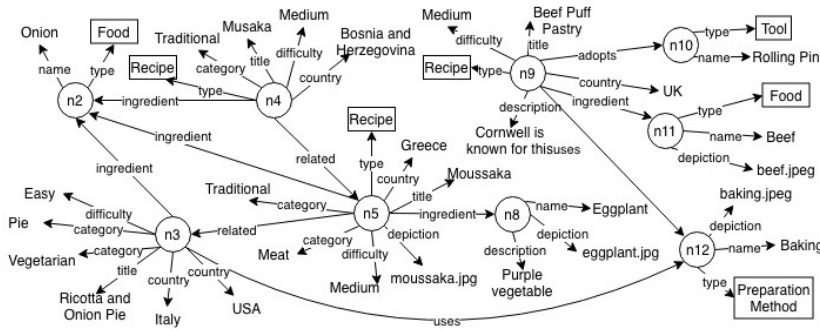 Onion
Food
name
type
n2
Traditional
Musaka
Medium
Bosnia and
Herzegovina
Recipe
category
title
difficulty
country
type
ingredient
n4
ingredient
related
ingredient
Medium
difficulty
Beef Puff
Pastry
title
Recipe
type
n9
adopts
n10
type
Tool
name
Rolling Pin
country
UK
ingredient
description
Cornwell is
known for thisuses
n11
type
Food
name
Beef
depiction
beef.jpeg
Recipe
type
country
Greece
title
Moussaka
Traditional
category
n5
ingredient
n8
name
Eggplant
depiction
eggplant.jpg
description
Purple
vegetable
related
Meat
category
difficulty
Medium
depiction
moussaka.jpg
Easy
difficulty
Pie
category
n3
Vegetarian
category
title
Ricotta and
Onion Pie
country
Italy
country
USA
uses
baking.jpeg
depiction
n12
name
Baking
type
Preparation
Method